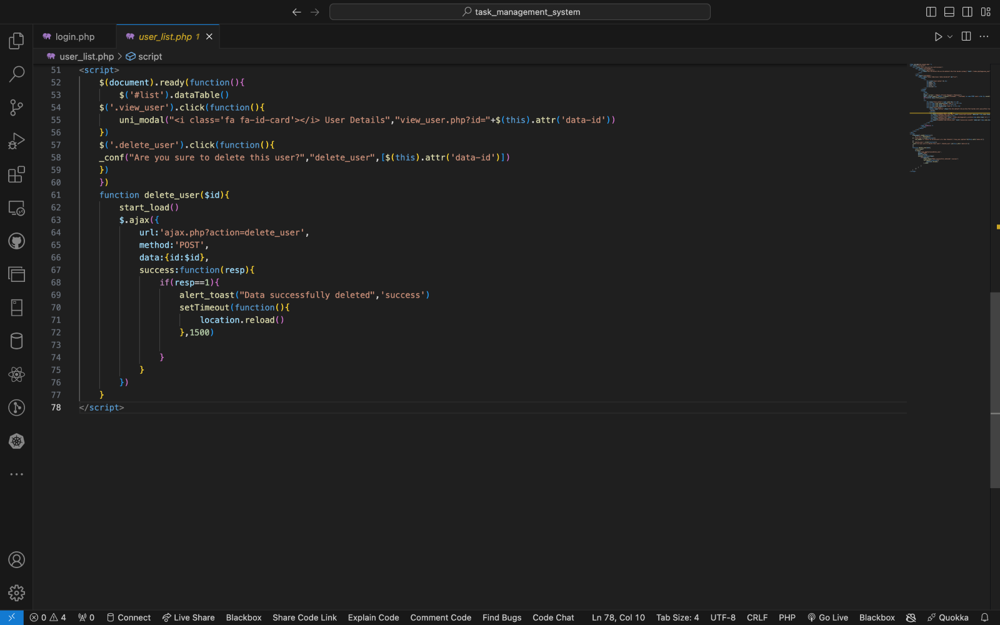 task_management_system
login.php
user_list.php 1
user_list.php > script
51 <script>
52 $(document).ready(function(){
53 $('#list').dataTable()
54 $('.view_user').click(function(){
55 uni_modal("<i class='fa fa-id-card'></i> User Details","view_user.php?id="+$(this).attr('data-id'))
56 })
57 $('.delete_user').click(function(){
58 _conf("Are you sure to delete this user?","delete_user",[$(this).attr('data-id')])
59 })
60 })
61 function delete_user($id){
62 start_load()
63 $.ajax({
64 url:'ajax.php?action=delete_user',
65 method:'POST',
66 data:{id:$id},
67 success:function(resp){
68 if(resp==1){
69 alert_toast("Data successfully deleted",'success')
70 setTimeout(function(){
71 location.reload()
72 },1500)
73
74 }
75 }
76 })
77 }
78 </script>
0 4 0 Connect Live Share Blackbox Share Code Link Explain Code Comment Code Find Bugs Code Chat Ln 78, Col 10 Tab Size: 4 UTF-8 CRLF PHP Go Live Blackbox Quokka